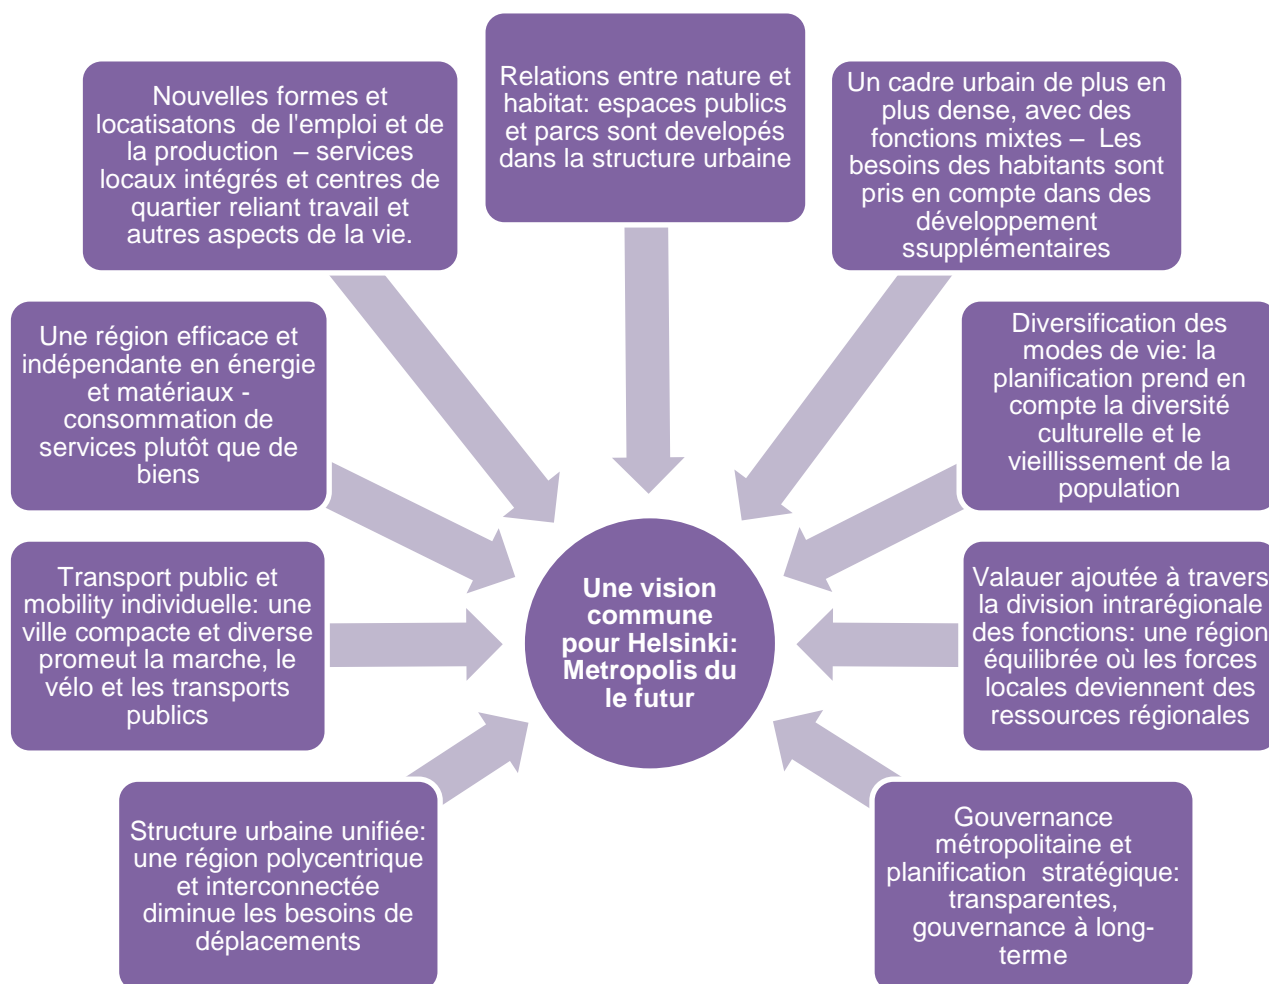 Relations entre nature et
habitat: espaces publics
et parcs sont developés
dans la structure urbaine
Un cadre urbain de plus en
plus dense, avec des
fonctions mixtes – Les
besoins des habitants sont
pris en compte dans des
développement
ssupplémentaires
Diversification des
modes de vie: la
planification prend en
compte la diversité
culturelle et le
vieillissement de la
population
Valauer ajoutée à travers
la division intrarégionale
des fonctions: une région
équilibrée où les forces
locales deviennent des
ressources régionales
Gouvernance
métropolitaine et
planification stratégique:
transparentes,
gouvernance à long-
terme
Structure urbaine unifiée:
une région polycentrique
et interconnectée
diminue les besoins de
déplacements
Transport public et
mobility individuelle: une
ville compacte et diverse
promeut la marche, le
vélo et les transports
publics
Une région efficace et
indépendante en énergie
et matériaux -
consommation de
services plutôt que de
biens
Nouvelles formes et
locatisatons de l'emploi et de
la production – services
locaux intégrés et centres de
quartier reliant travail et
autres aspects de la vie.
Une vision
commune
pour Helsinki:
Metropolis du
le futur